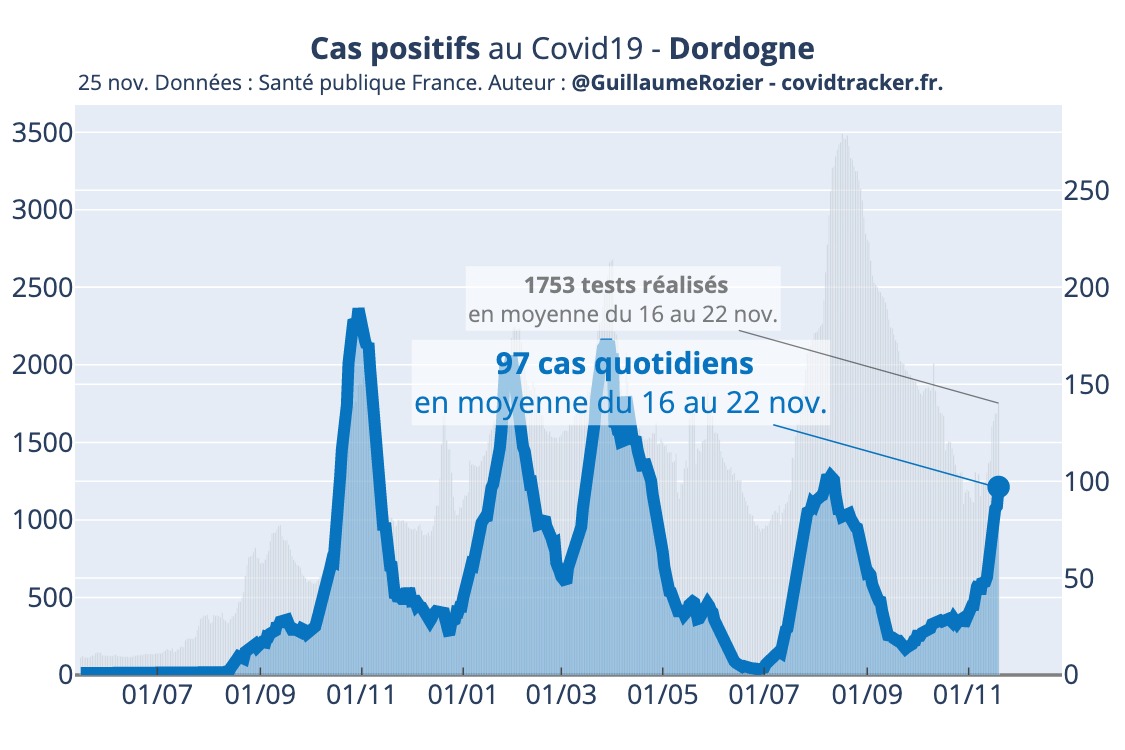 Cas positifs au Covid19 - Dordogne
25 nov. Données : Santé publique France. Auteur : @GuillaumeRozier - covidtracker.fr.
3500
3000
2500
2000
1500
1000
500
0
250
200
150
100
50
0
1753 tests réalisés
en moyenne du 16 au 22 nov.
97 cas quotidiens
en moyenne du 16 au 22 nov.
01/07 01/09 01/11 01/01 01/03 01/05 01/07 01/09 01/11